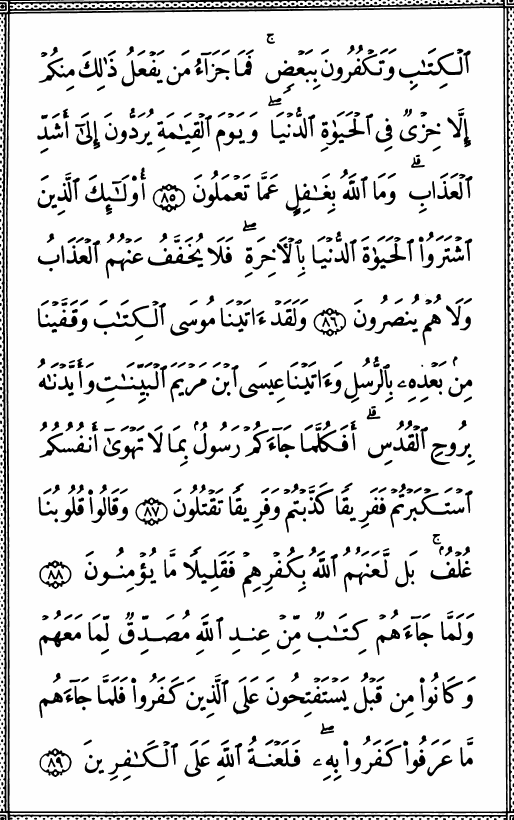 ٱلۡكِتَٰبِ وَتَكۡفُرُونَ بِبَعۡضٖۚ فَمَا جَزَآءُ مَن يَفۡعَلُ ذَٰلِكَ مِنكُمۡ
إِلَّا خِزۡيٞ فِي ٱلۡحَيَوٰةِ ٱلدُّنۡيَاۖ وَيَوۡمَ ٱلۡقِيَٰمَةِ يُرَدُّونَ إِلَىٰٓ أَشَدِّ
ٱلۡعَذَابِۗ وَمَا ٱللَّهُ بِغَٰفِلٍ عَمَّا تَعۡمَلُونَ ٨٥ أُوْلَٰٓئِكَ ٱلَّذِينَ
ٱشۡتَرَوُاْ ٱلۡحَيَوٰةَ ٱلدُّنۡيَا بِٱلۡأٓخِرَةِۖ فَلَا يُخَفَّفُ عَنۡهُمُ ٱلۡعَذَابُ
وَلَا هُمۡ يُنصَرُونَ ٨٦ وَلَقَدۡ ءَاتَيۡنَا مُوسَى ٱلۡكِتَٰبَ وَقَفَّيۡنَا
مِنۢ بَعۡدِهِۦ بِٱلرُّسُلِۖ وَءَاتَيۡنَا عِيسَى ٱبۡنَ مَرۡيَمَ ٱلۡبَيِّنَٰتِ وَأَيَّدۡنَٰهُ
بِرُوحِ ٱلۡقُدُسِۗ أَفَكُلَّمَا جَآءَكُمۡ رَسُولُۢ بِمَا لَا تَهۡوَىٰٓ أَنفُسُكُمُ
ٱسۡتَكۡبَرۡتُمۡ فَفَرِيقٗا كَذَّبۡتُمۡ وَفَرِيقٗا تَقۡتُلُونَ ٨٧ وَقَالُواْ قُلُوبُنَا
غُلۡفُۢۚ بَل لَّعَنَهُمُ ٱللَّهُ بِكُفۡرِهِمۡ فَقَلِيلٗا مَّا يُؤۡمِنُونَ ٨٨
وَلَمَّا جَآءَهُمۡ كِتَٰبٞ مِّنۡ عِندِ ٱللَّهِ مُصَدِّقٞ لِّمَا مَعَهُمۡ
وَكَانُواْ مِن قَبۡلُ يَسۡتَفۡتِحُونَ عَلَى ٱلَّذِينَ كَفَرُواْ فَلَمَّا جَآءَهُم
مَّا عَرَفُواْ كَفَرُواْ بِهِۦۚ فَلَعۡنَةُ ٱللَّهِ عَلَى ٱلۡكَٰفِرِينَ ٨٩